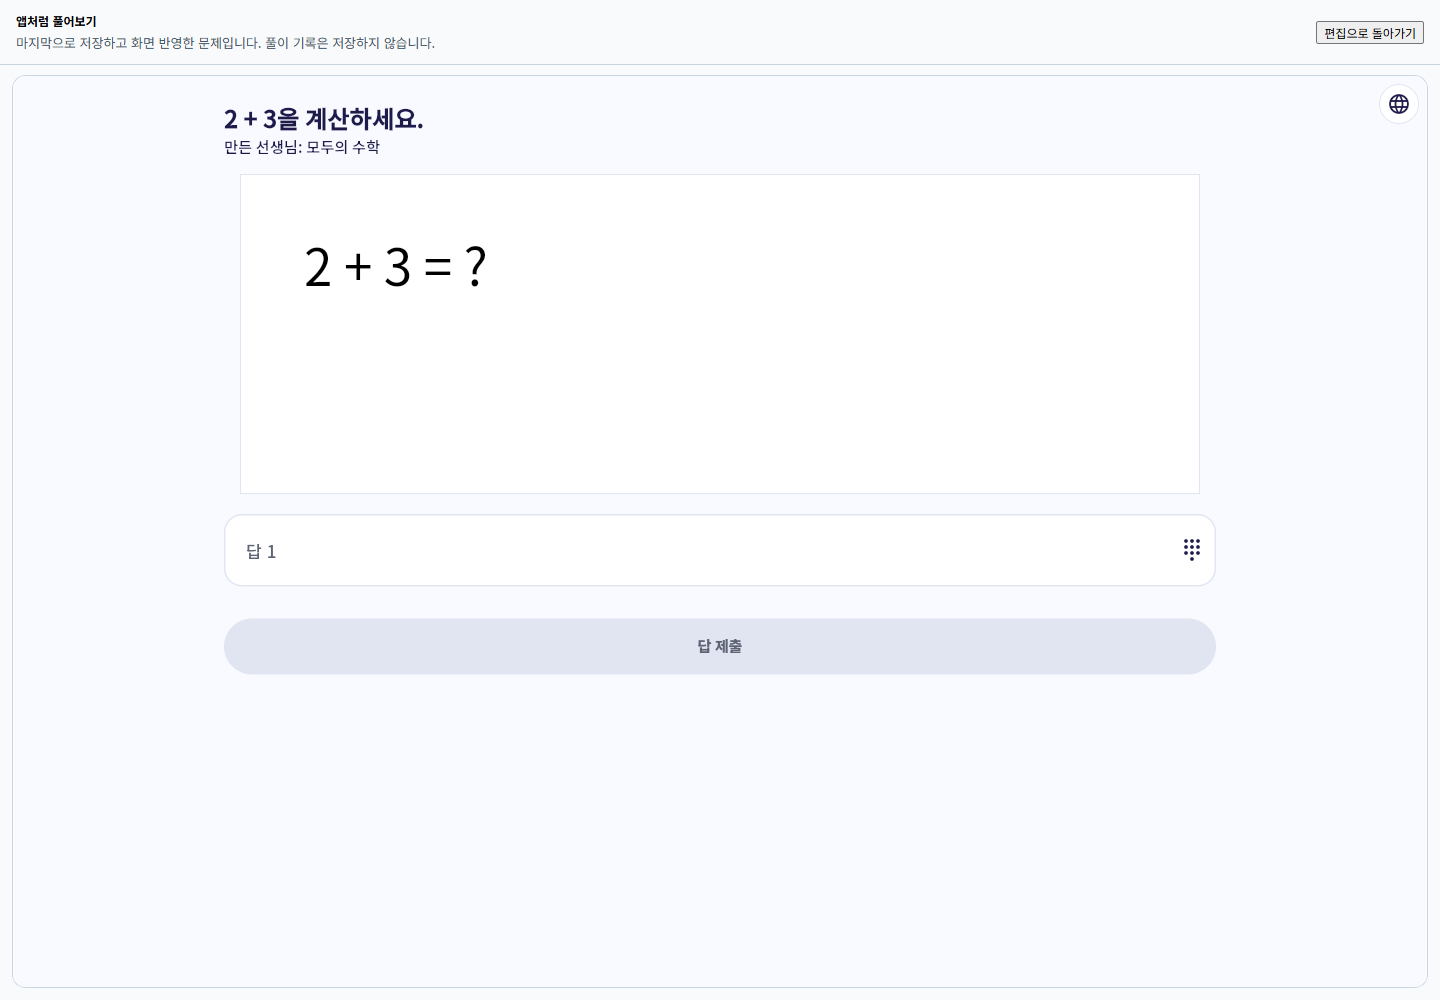 앱처럼 풀어보기
마지막으로 저장하고 화면 반영한 문제입니다. 풀이 기록은 저장하지 않습니다.
편집으로 돌아가기
2 + 3을 계산하세요.
만든 선생님: 모두의 수학
2 + 3 = ?
답 1
답 제출